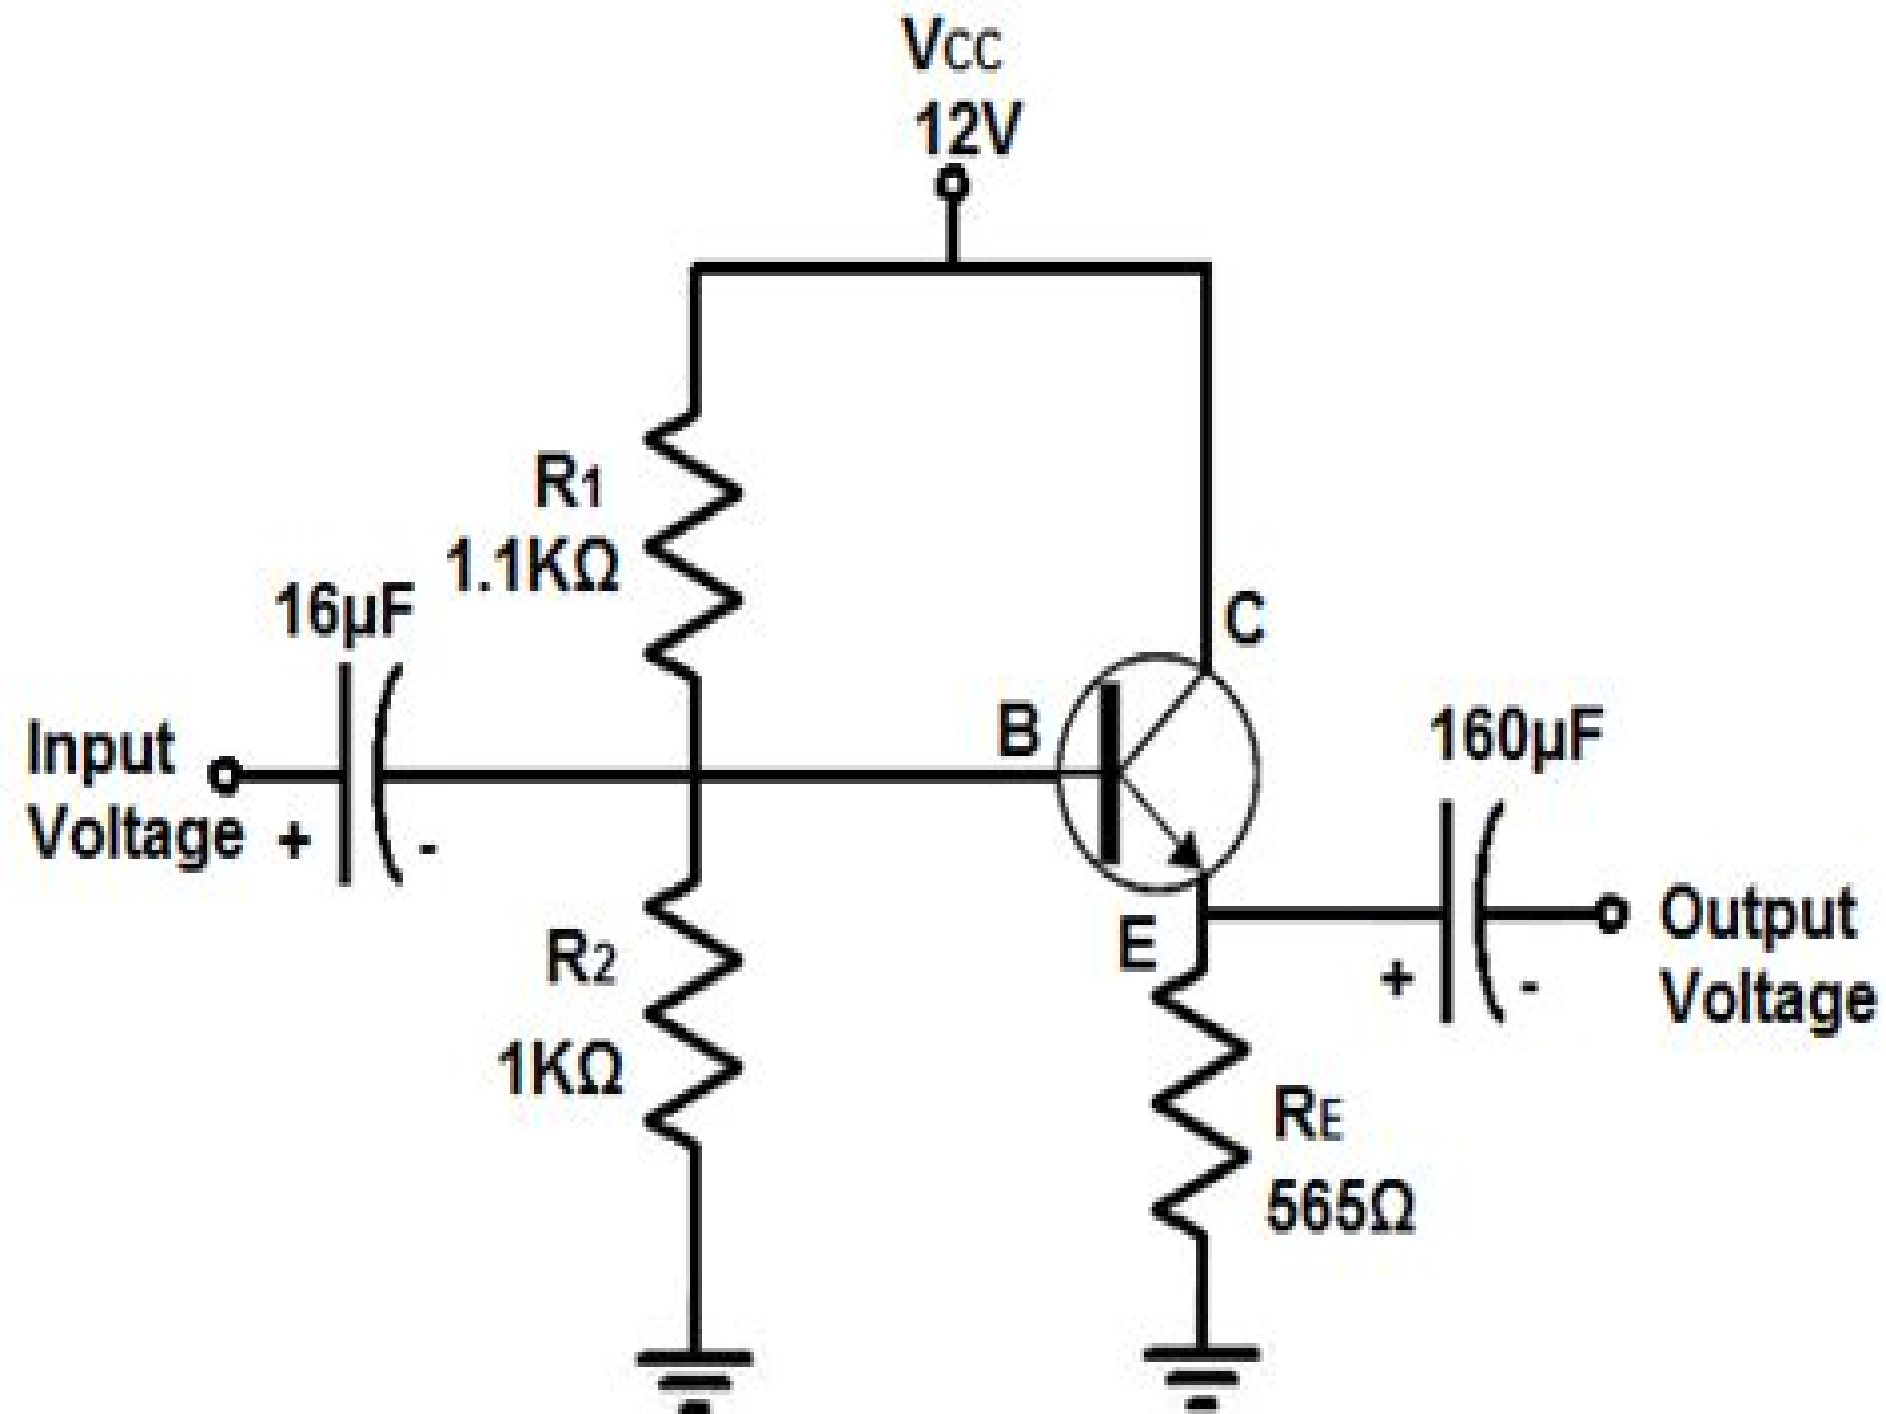 Vcc
12V
R1
1.1KΩ
16µF
C
B
Input
Voltage
+
-
160µF
E
Output
Voltage
+
-
R2
1KΩ
RE
565Ω